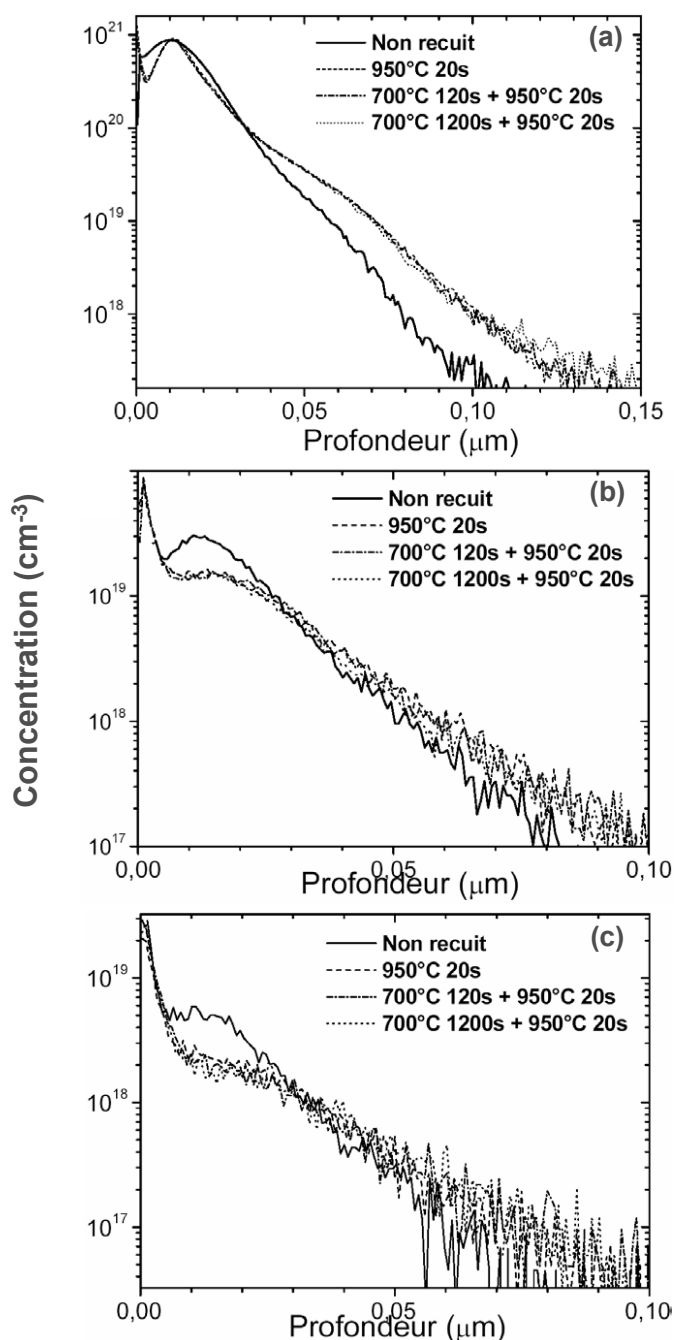 (a)
Non recuit
950°C 20s
700°C 120s + 950°C 20s
700°C 1200s + 950°C 20s
10²¹
10²⁰
10¹⁹
10¹⁸
0,00 0,05 0,10 0,15
Profondeur (μm)
Concentration (cm⁻³)
(b)
Non recuit
950°C 20s
700°C 120s + 950°C 20s
700°C 1200s + 950°C 20s
10¹⁹
10¹⁸
10¹⁷
0,00 0,05 0,10
Profondeur (μm)
(c)
Non recuit
950°C 20s
700°C 120s + 950°C 20s
700°C 1200s + 950°C 20s
10¹⁹
10¹⁸
10¹⁷
0,00 0,05 0,10
Profondeur (μm)